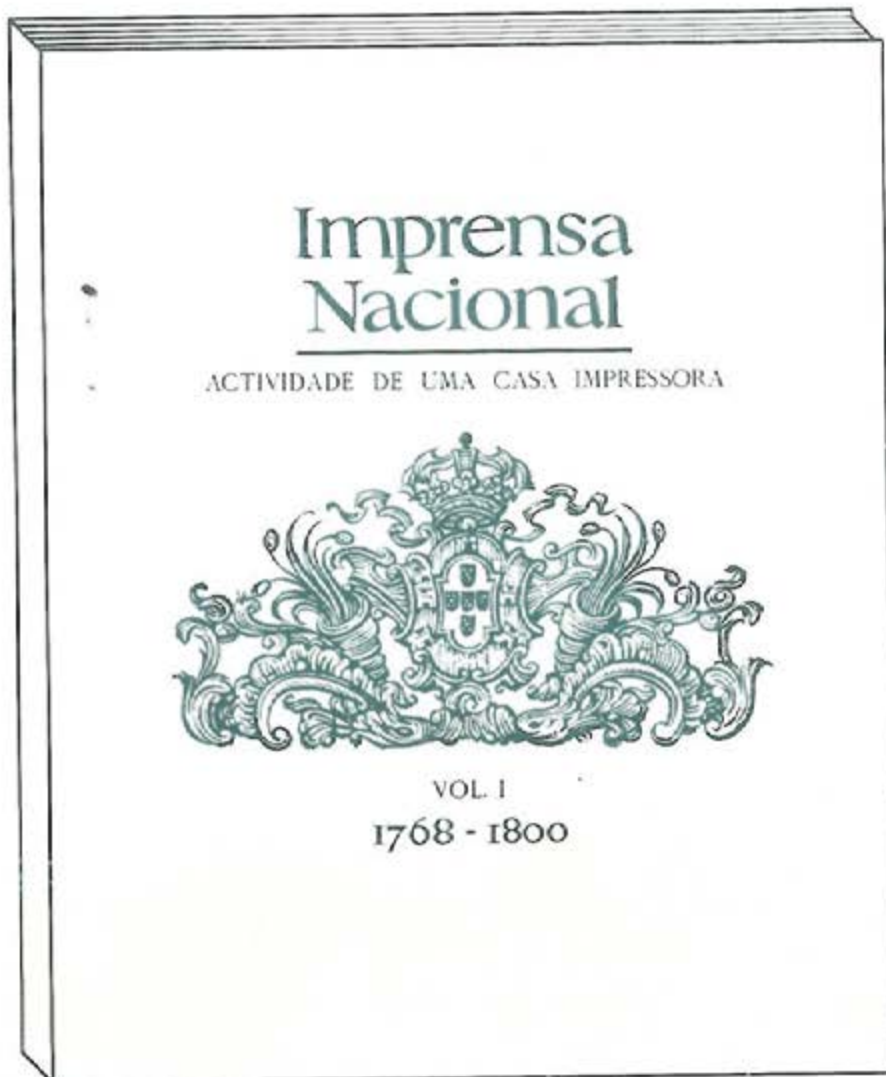 Imprensa
Nacional
ACTIVIDADE DE UMA CASA IMPRESSORA
VOL. I
1768 - 1800